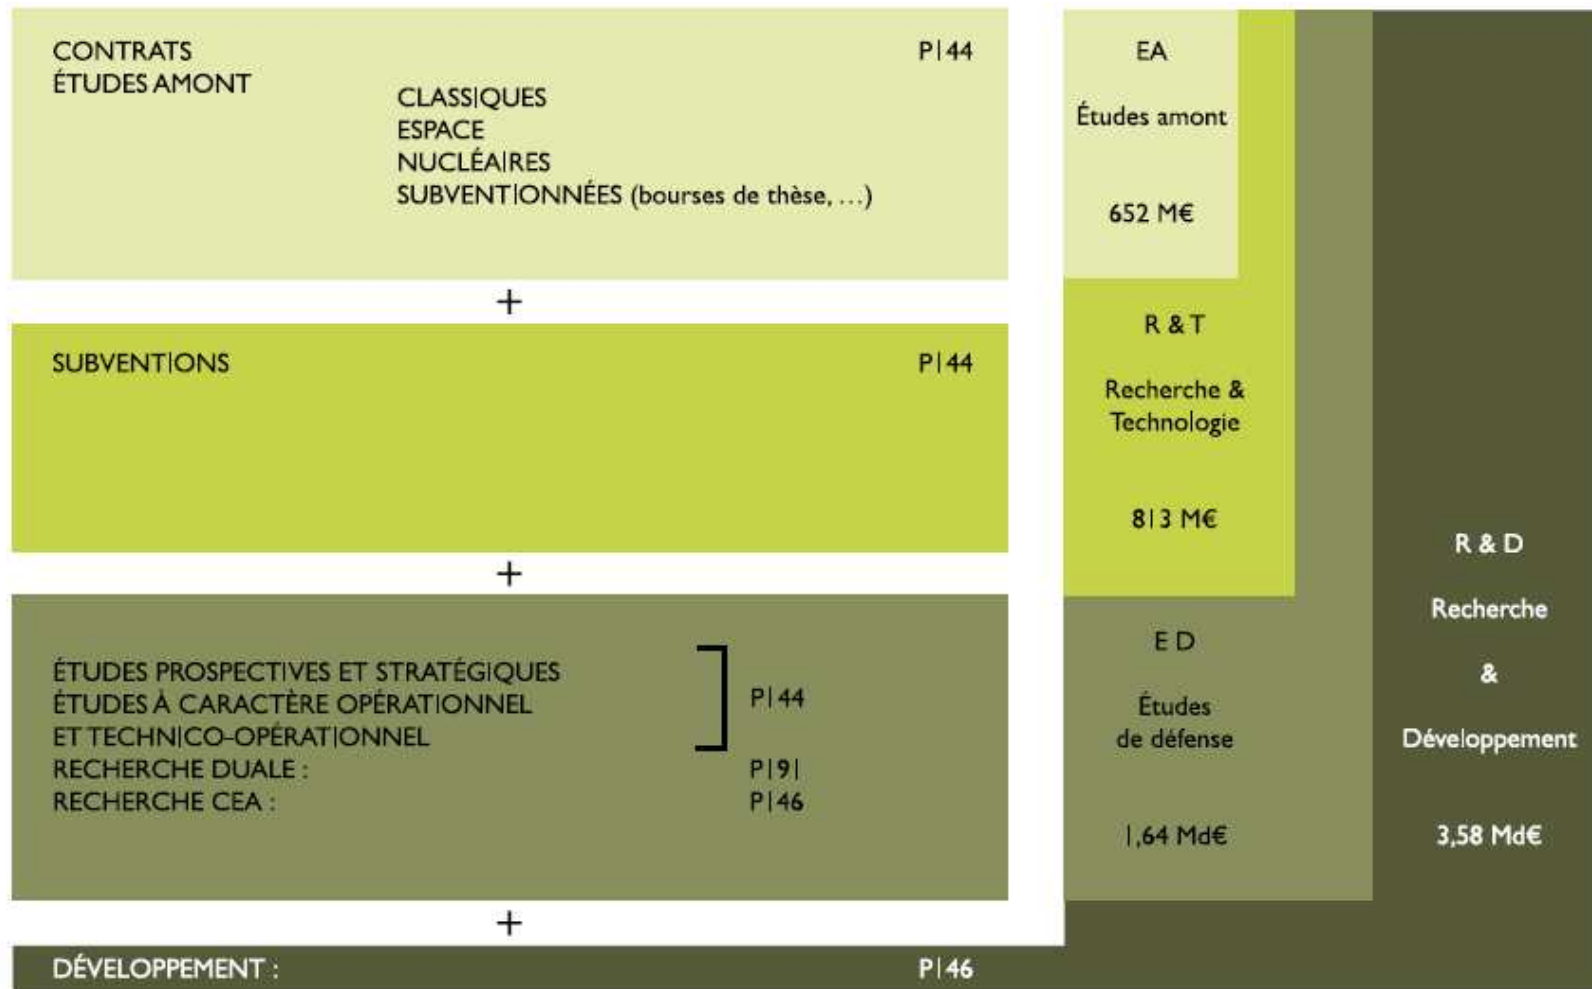 CONTRATS P144
ÉTUDES AMONT
CLASSIQUES
ESPACE
NUCLÉAIRES
SUBVENTIONNÉES (bourses de thèse, …)
+
SUBVENTIONS P144
+
ÉTUDES PROSPECTIVES ET STRATÉGIQUES
ÉTUDES À CARACTÈRE OPÉRATIONNEL P144
ET TECHNICO-OPÉRATIONNEL
RECHERCHE DUALE : P191
RECHERCHE CEA : P146
+
DÉVELOPPEMENT : P146
EA
Études amont
652 M€
R & T
Recherche &
Technologie
813 M€
E D
Études
de défense
1,64 Md€
R & D
Recherche
&
Développement
3,58 Md€